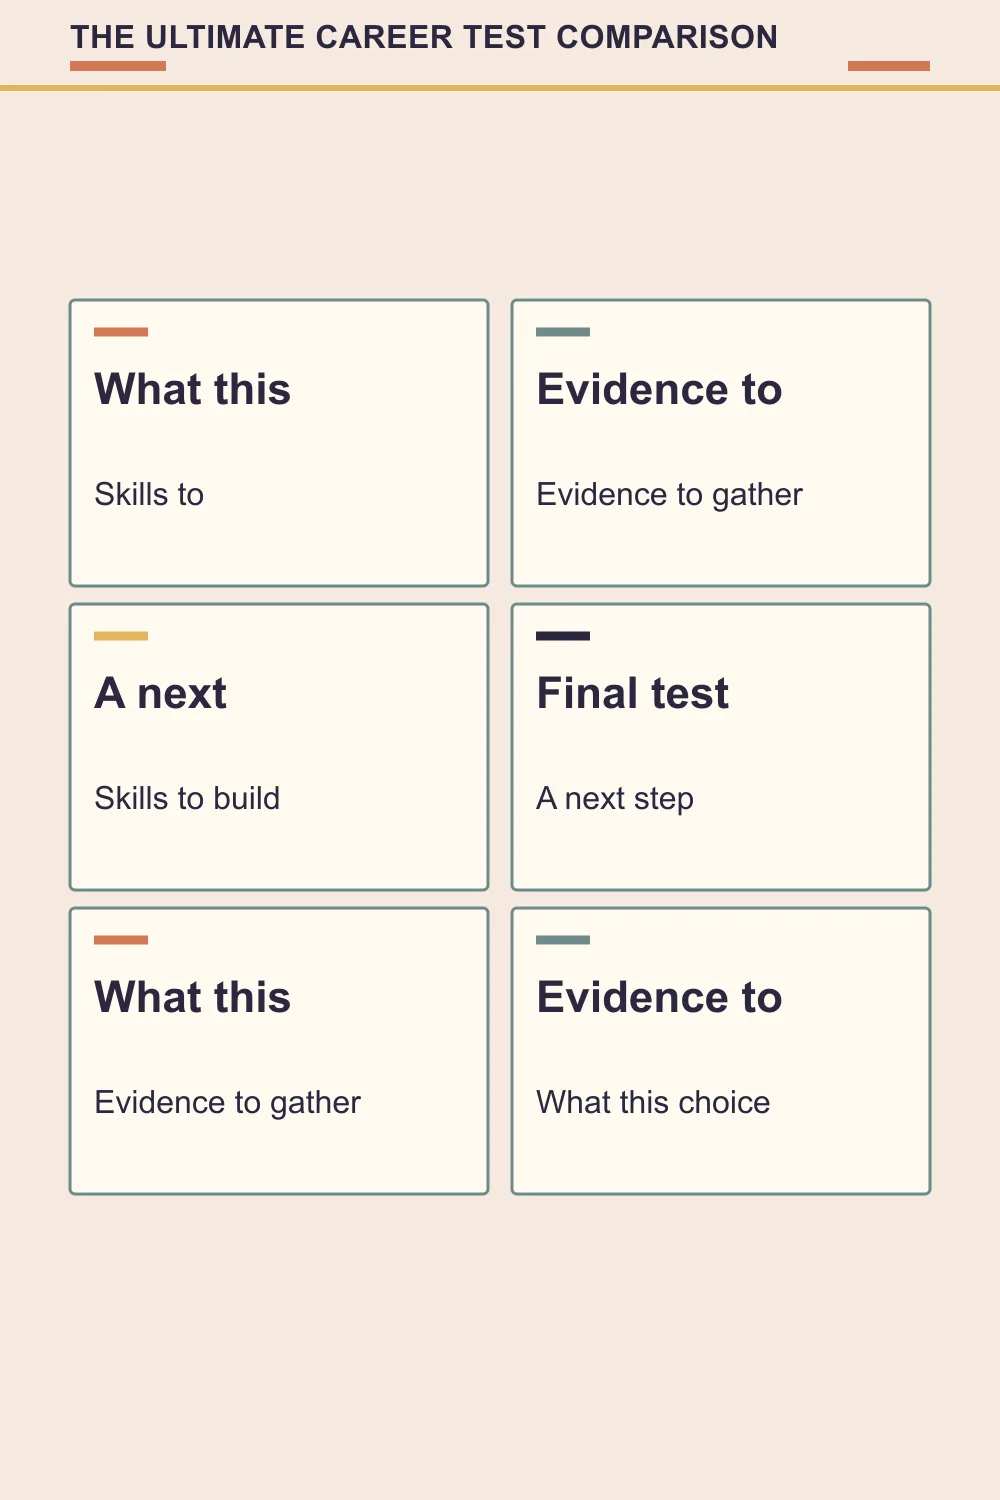 THE ULTIMATE CAREER TEST COMPARISON
What this
Skills to
Evidence to
Evidence to gather
A next
Skills to build
Final test
A next step
What this
Evidence to gather
Evidence to
What this choice